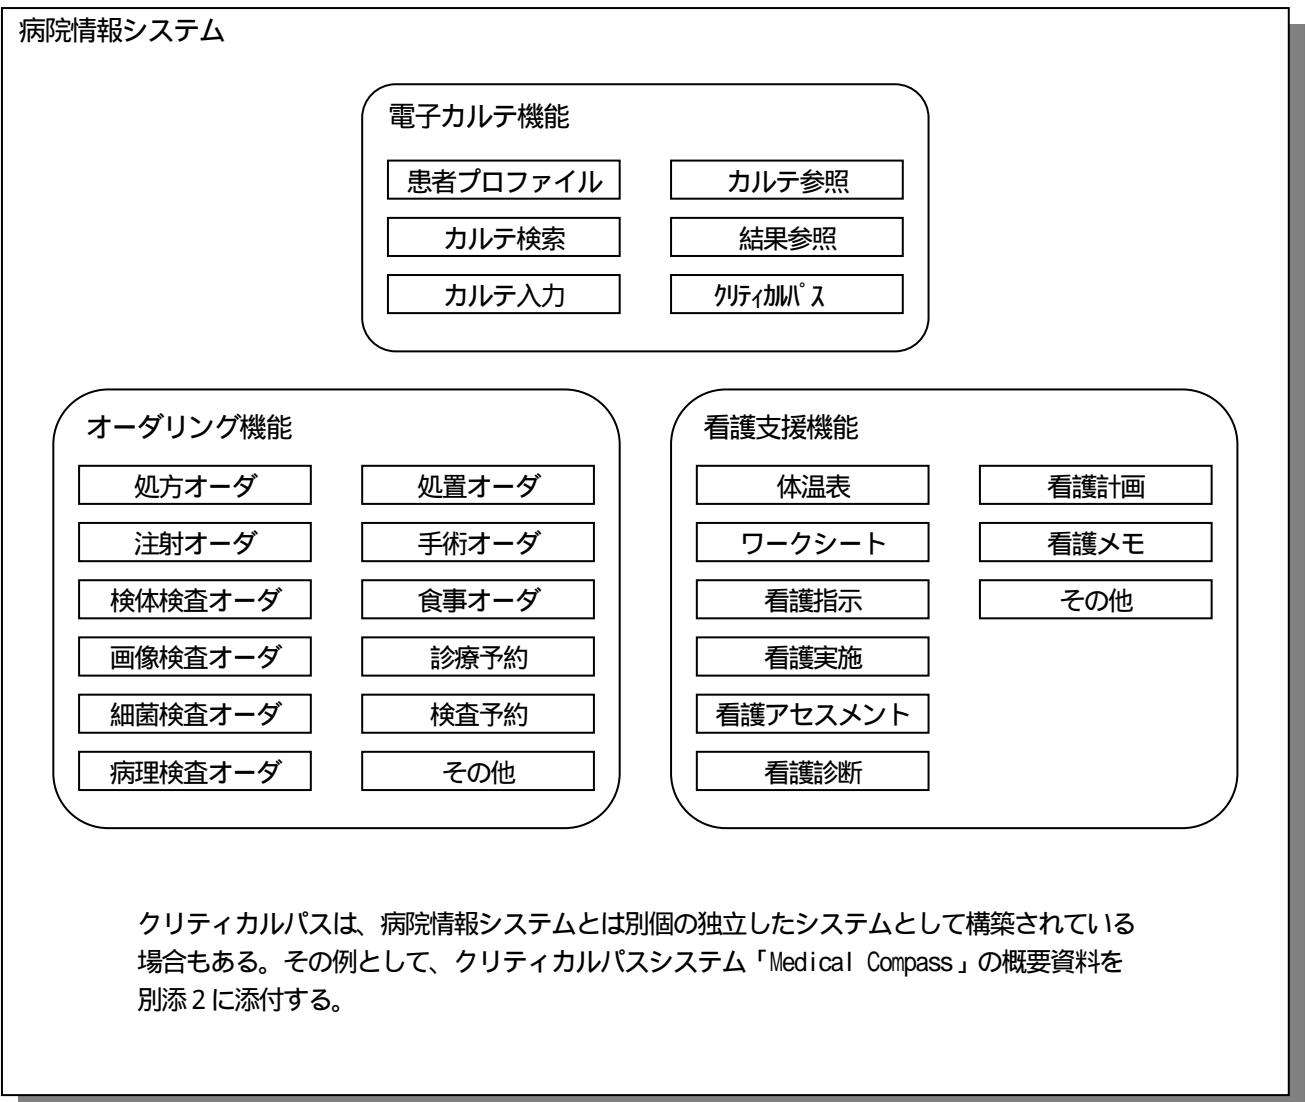 病院情報システム
電子カルテ機能
患者プロファイル
カルテ参照
カルテ検索
結果参照
カルテ入力
ｸﾘﾃｨｶﾙﾊﾟｽ
オーダリング機能
処方オーダ
処置オーダ
注射オーダ
手術オーダ
検体検査オーダ
食事オーダ
画像検査オーダ
診療予約
細菌検査オーダ
検査予約
病理検査オーダ
その他
看護支援機能
体温表
看護計画
ワークシート
看護メモ
看護指示
その他
看護実施
看護アセスメント
看護診断
クリティカルパスは、病院情報システムとは別個の独立したシステムとして構築されている
場合もある。その例として、クリティカルパスシステム「Medical Compass」の概要資料を
別添２に添付する。